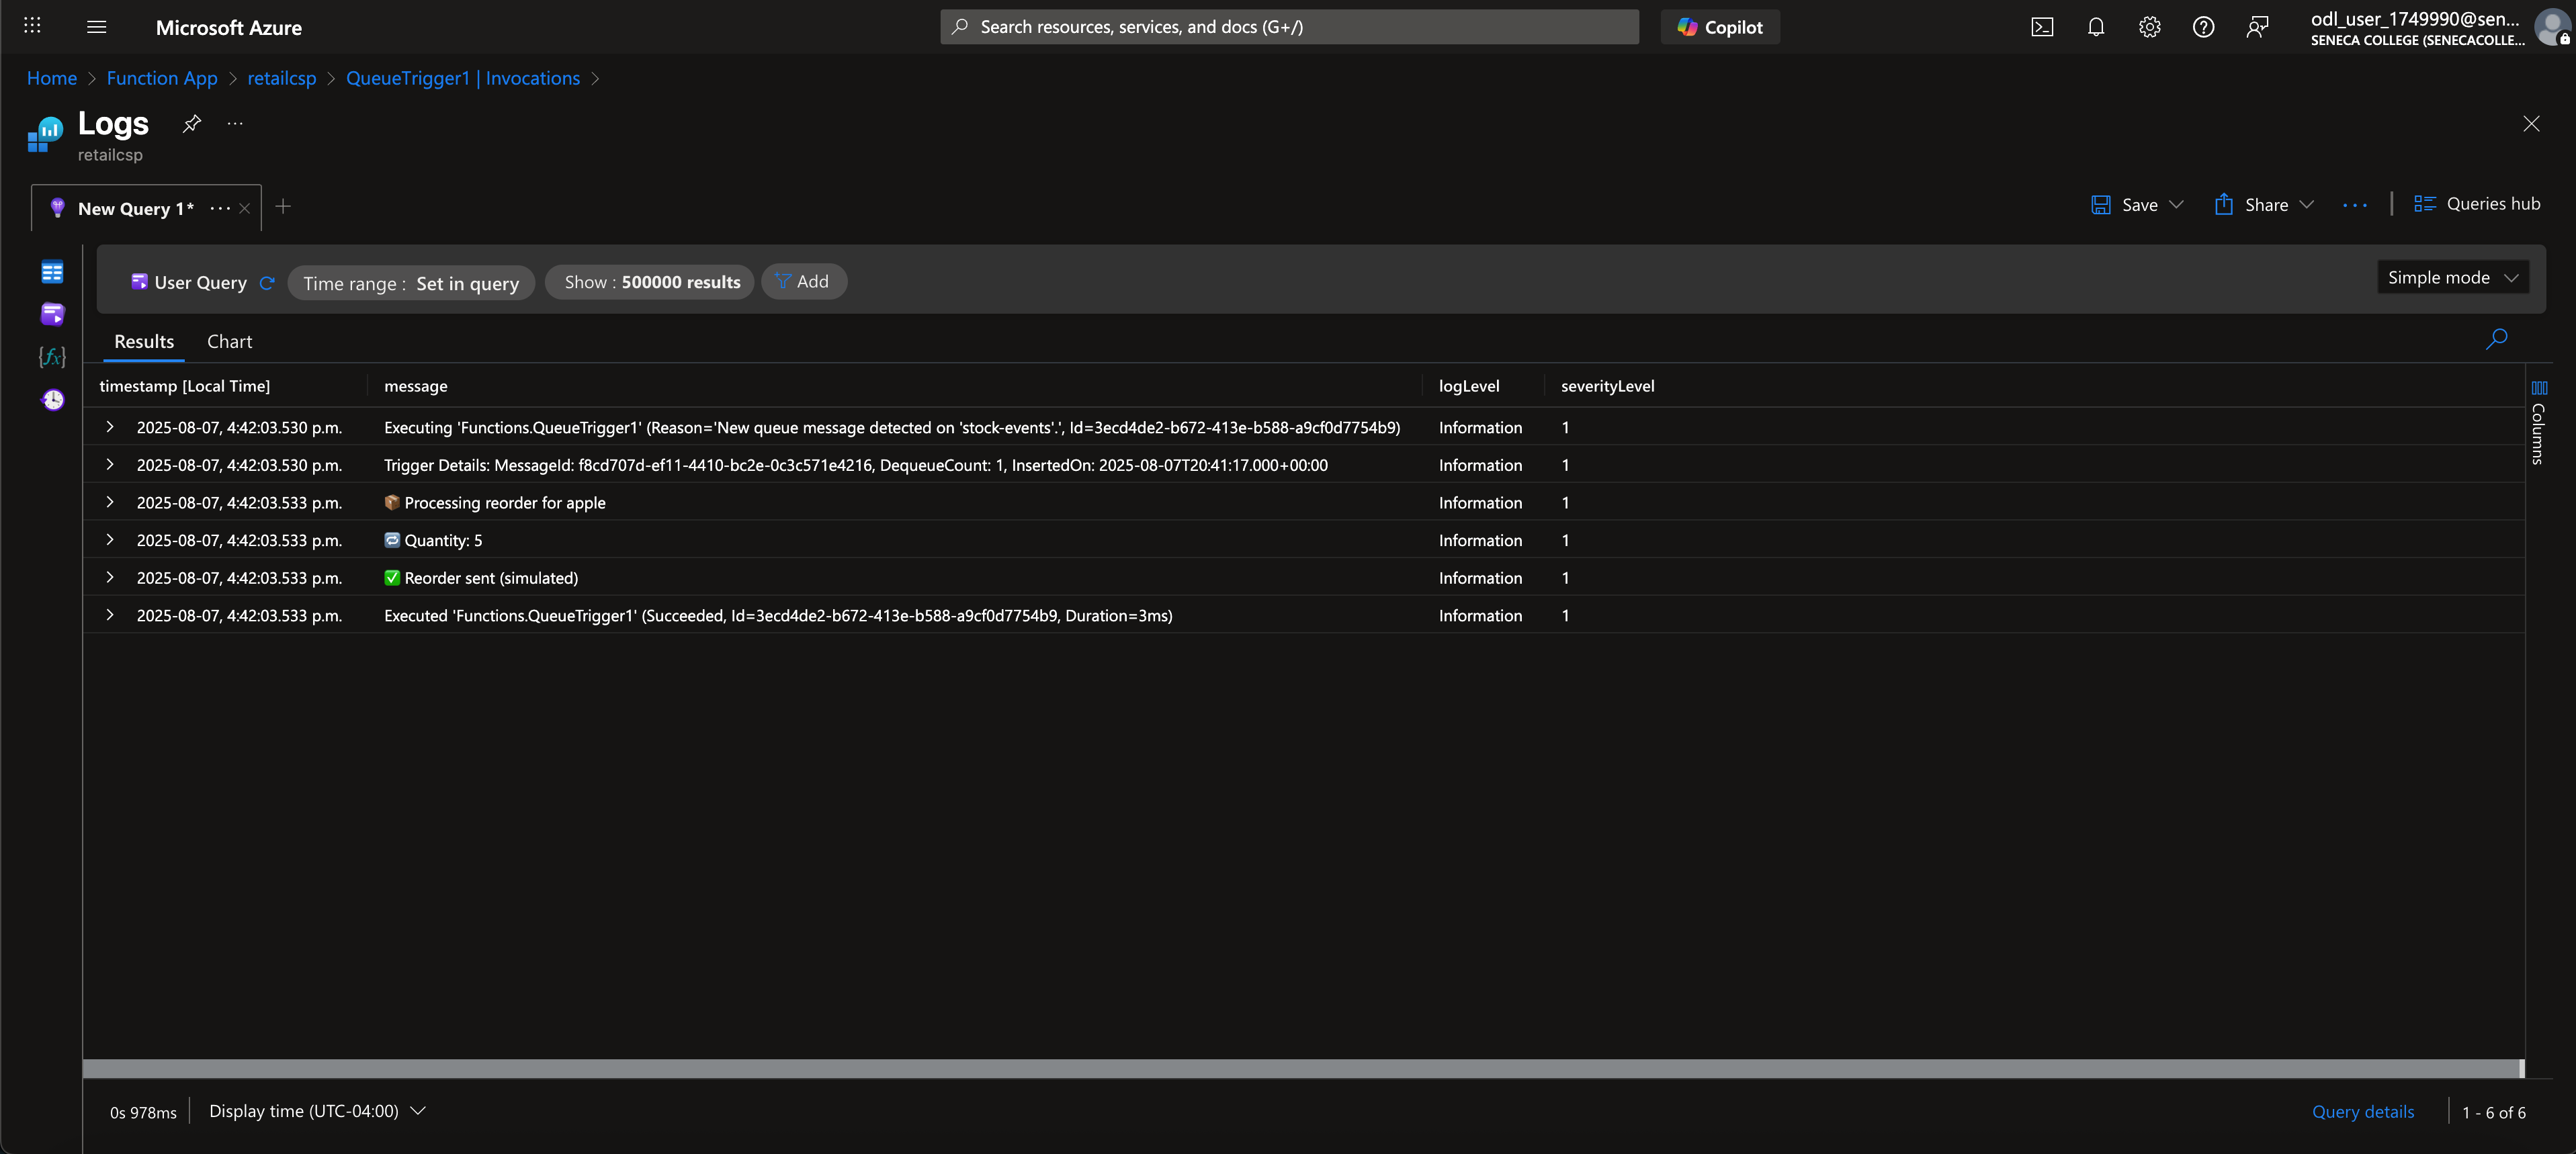 Microsoft Azure
Search resources, services, and docs (G+/)
Copilot
odl_user_1749990@sen...
SENECA COLLEGE (SENECACOLLE...
Home > Function App > retailcsp > QueueTrigger1 | Invocations >
Logs
retailcsp
New Query 1*
Save
Share
Queries hub
User Query
Time range : Set in query
Show : 500000 results
Add
Simple mode
Results Chart
timestamp [Local Time] message logLevel severityLevel
2025-08-07, 4:42:03.530 p.m. Executing 'Functions.QueueTrigger1' (Reason='New queue message detected on 'stock-events'.', Id=3ecd4de2-b672-413e-b588-a9cf0d7754b9) Information 1
2025-08-07, 4:42:03.530 p.m. Trigger Details: MessageId: f8cd707d-ef11-4410-bc2e-0c3c571e4216, DequeueCount: 1, InsertedOn: 2025-08-07T20:41:17.000+00:00 Information 1
2025-08-07, 4:42:03.533 p.m. 📦 Processing reorder for apple Information 1
2025-08-07, 4:42:03.533 p.m. 🔁 Quantity: 5 Information 1
2025-08-07, 4:42:03.533 p.m. ✅ Reorder sent (simulated) Information 1
2025-08-07, 4:42:03.533 p.m. Executed 'Functions.QueueTrigger1' (Succeeded, Id=3ecd4de2-b672-413e-b588-a9cf0d7754b9, Duration=3ms) Information 1
Columns
0s 978ms
Display time (UTC-04:00)
Query details
1 - 6 of 6